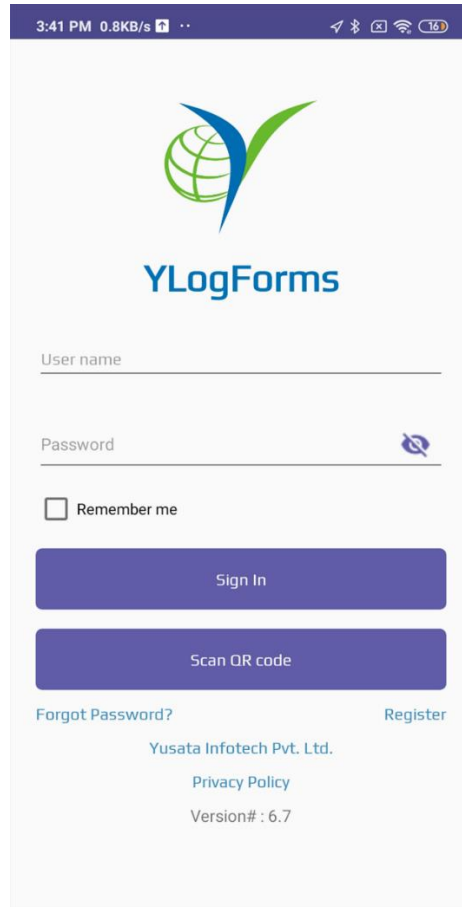 3:41 PM 0.8KB/s
16
YLogForms
User name
Password
Remember me
Sign In
Scan QR code
Forgot Password? Register
Yusata Infotech Pvt. Ltd.
Privacy Policy
Version# : 6.7